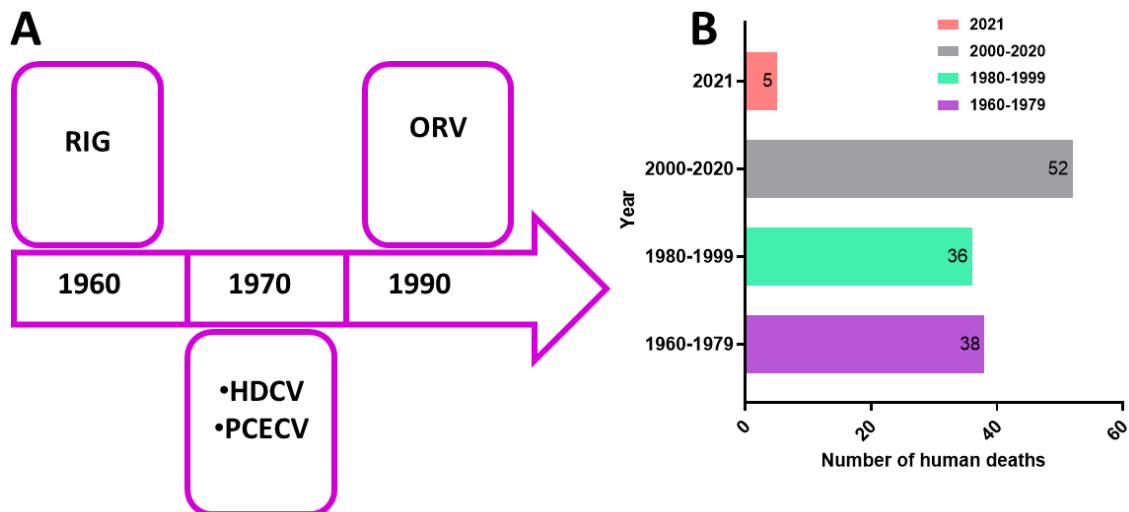 A
RIG
ORV
1960
1970
1990
•HDCV
•PCECV
B
2021
2000-2020
1980-1999
1960-1979
Year
2021
5
2000-2020
52
1980-1999
36
1960-1979
38
0
20
40
60
Number of human deaths